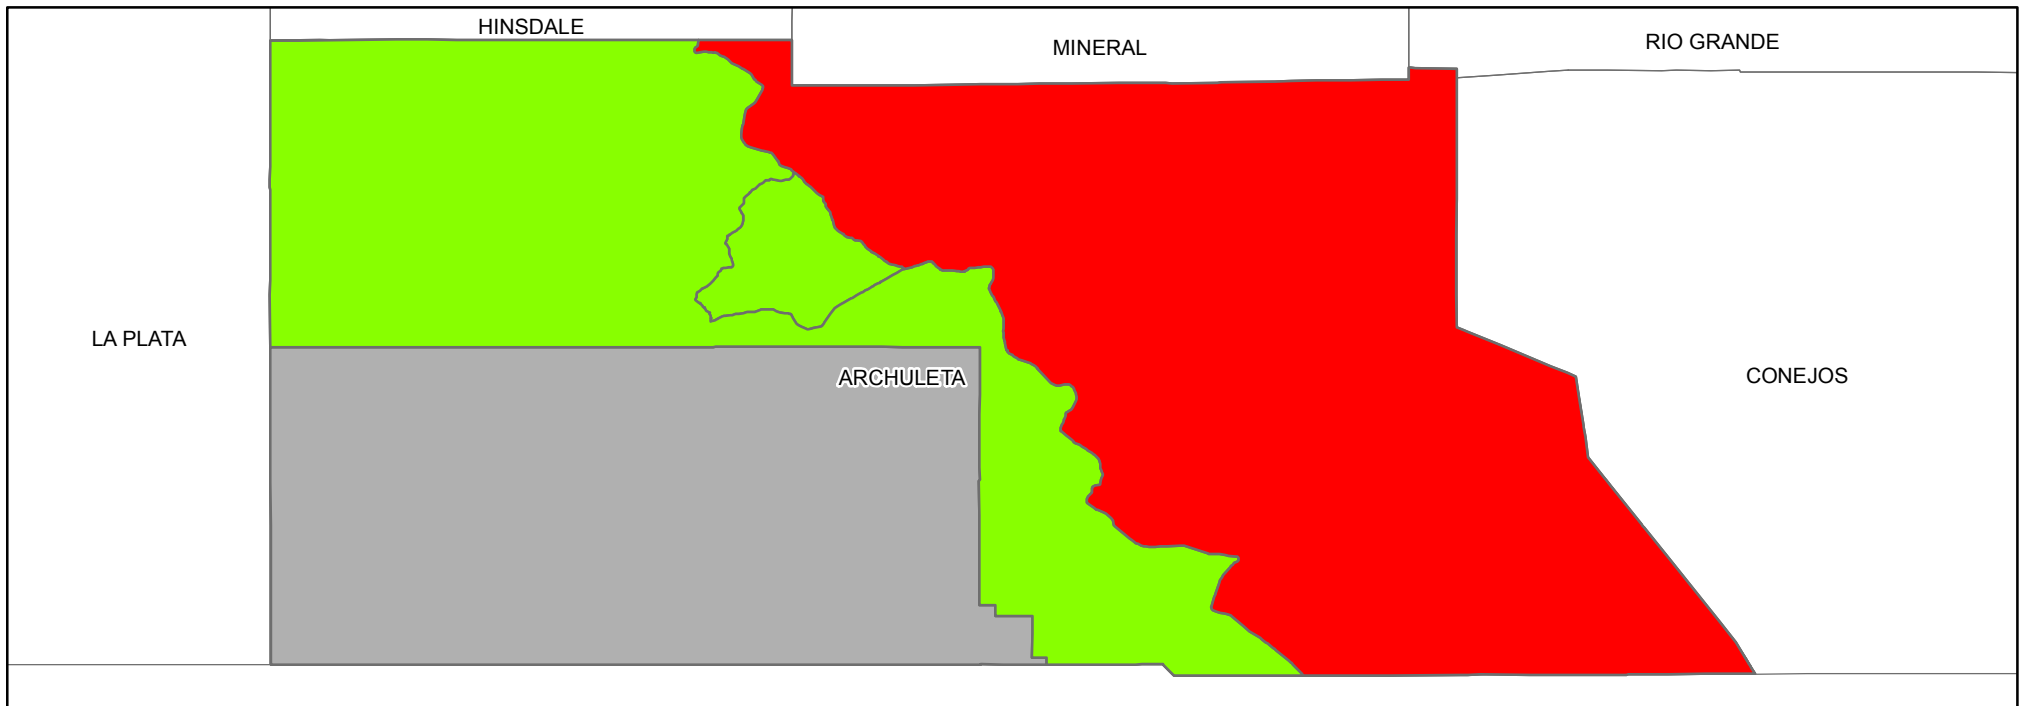 HINSDALE
MINERAL
RIO GRANDE
LA PLATA
ARCHULETA
CONEJOS